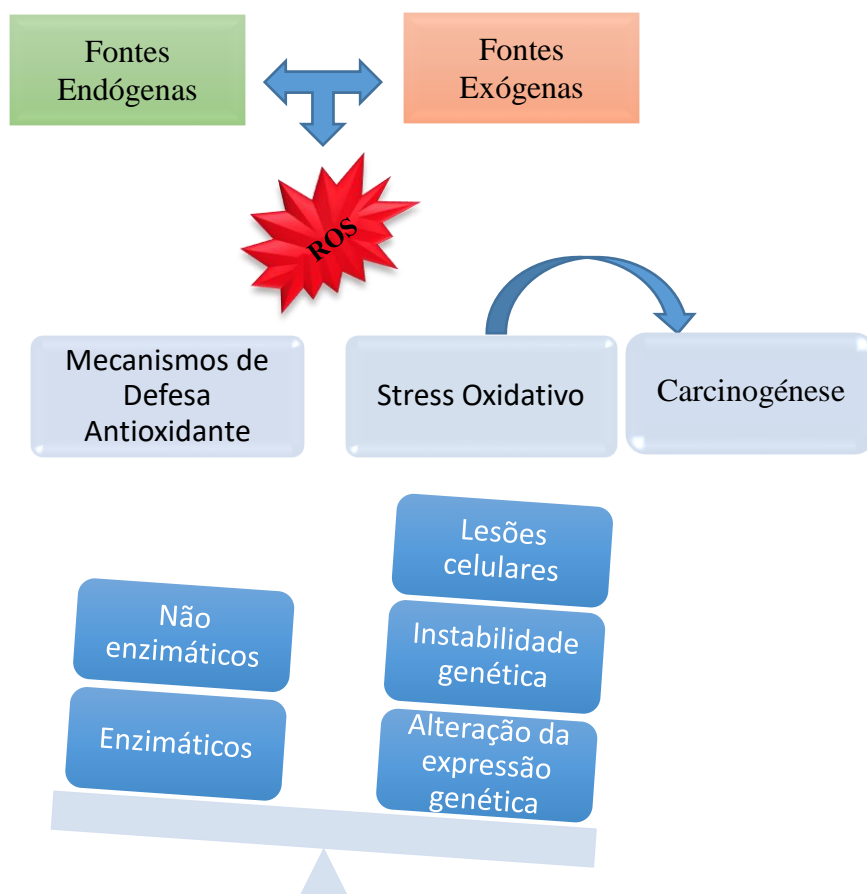 Fontes
Endógenas
Fontes
Exógenas
ROS
Mecanismos de
Defesa
Antioxidante
Stress Oxidativo
Carcinogénese
Lesões
celulares
Não
enzimáticos
Instabilidade
genética
Enzimáticos
Alteração da
expressão
genética